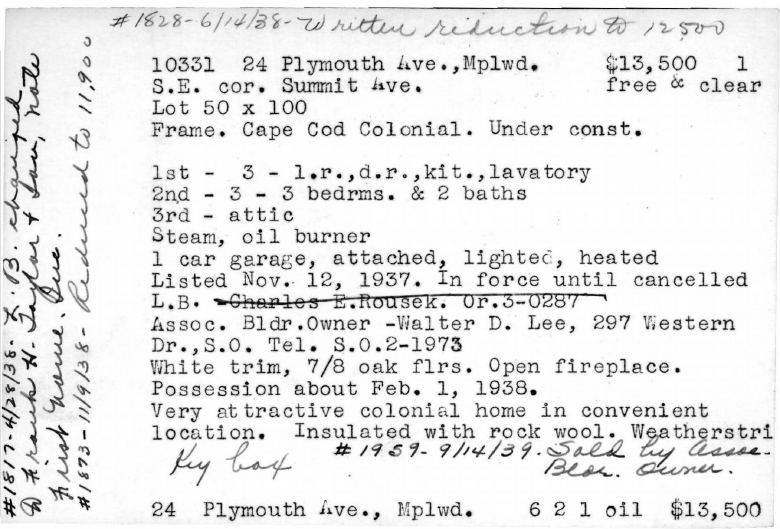 #1828-6/14/38-Written reduction to 12500
10331 24 Plymouth Ave.,Mplwd. $13,500 1
S.E. cor. Summit Ave. free & clear
Lot 50 x 100
Frame. Cape Cod Colonial. Under const.
1st - 3 - l.r.,d.r.,kit.,lavatory
2nd - 3 - 3 bedrms. & 2 baths
3rd - attic
Steam, oil burner
1 car garage, attached, lighted, heated
Listed Nov. 12, 1937. In force until cancelled
L.B. -Charles E.Rousek. Or.3-0287
Assoc. Bldr.Owner -Walter D. Lee, 297 Western
Dr.,S.O. Tel. S.O.2-1973
White trim, 7/8 oak flrs. Open fireplace.
Possession about Feb. 1, 1938.
Very attractive colonial home in convenient
location. Insulated with rock wool. Weatherstri
Key box #1959-9/14/39. Sold by Assoc.
Bldr. Owner.
24 Plymouth Ave., Mplwd. 6 2 1 oil $13,500
#1817-4/28/38- L.B. changed
to Frank H. Taylor & Son, note
First name. Inc.
#1873-11/9/38-Reduced to 11,900